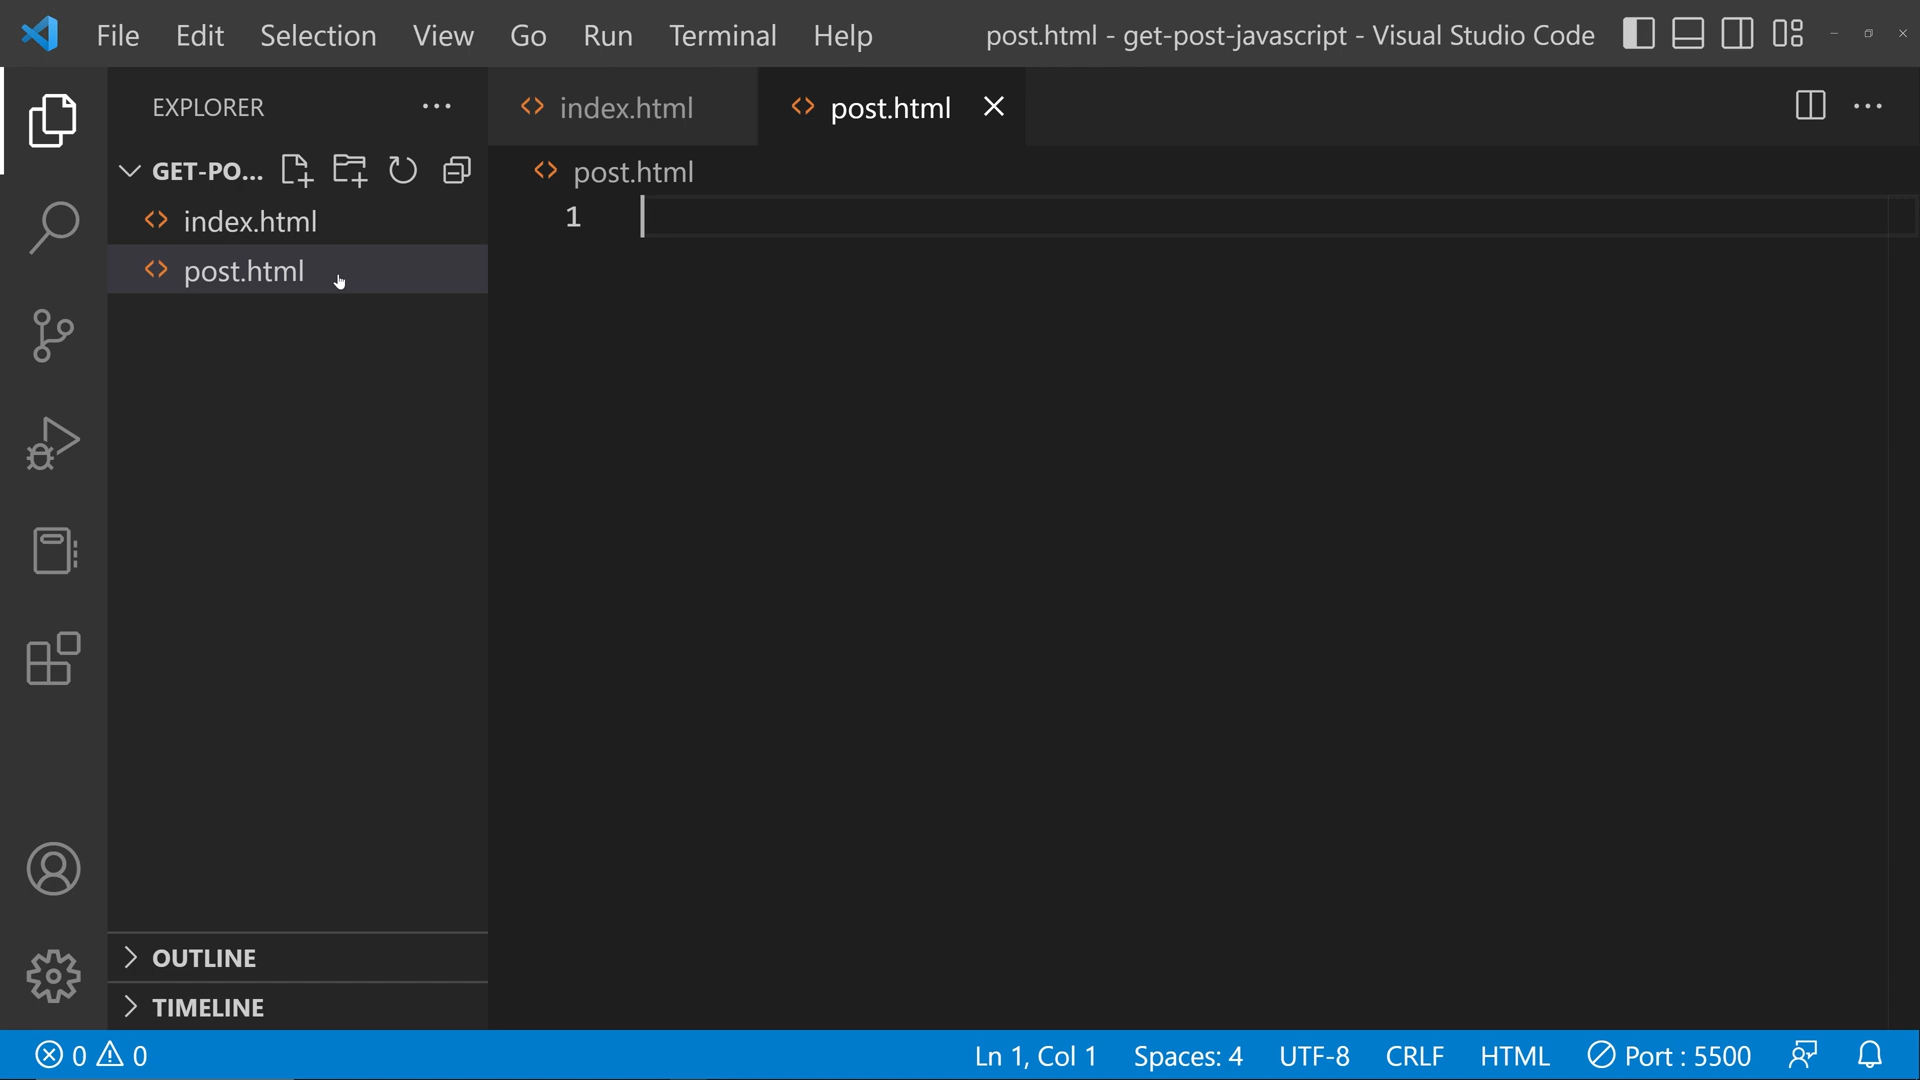 File Edit Selection View Go Run Terminal Help post.html - get-post-javascript - Visual Studio Code
EXPLORER
index.html
post.html
GET-PO...
post.html
index.html
1
post.html
OUTLINE
TIMELINE
0 0 Ln 1, Col 1 Spaces: 4 UTF-8 CRLF HTML Port : 5500